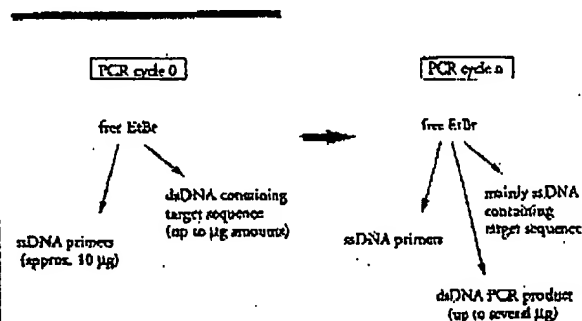 PCR cycle 0
free EtBr
dsDNA containing
target sequence
(up to µg amounts)
ssDNA primers
(approx. 10 µg)
PCR cycle n
free EtBr
mainly ssDNA
containing
target sequence
ssDNA primers
dsDNA PCR product
(up to several µg)